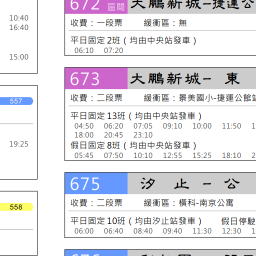 10:40
16:40
15:00
557
19:25
558
672 區間 大鵬新城-捷運公
收費：一段票 緩衝區：無
平日固定2班（均由中央站發車）
06:10 07:20
673 大鵬新城- 東
收費：二段票 緩衝區：景美國小-捷運公館站
平日固定13班（均由中央站發車）
04:50 06:20 07:05 09:10 10:00 11:50
18:00 20:45 23:10
假日固定8班（均由中央站發車）
05:45 07:50 10:10 12:55 15:25 18:10
675 汐 止 - 公
收費：二段票 緩衝區：橫科-南京公寓
平日固定10班（均由汐止站發車） 假日停駛
06:00 06:40 08:40 09:40 11:30 12:30